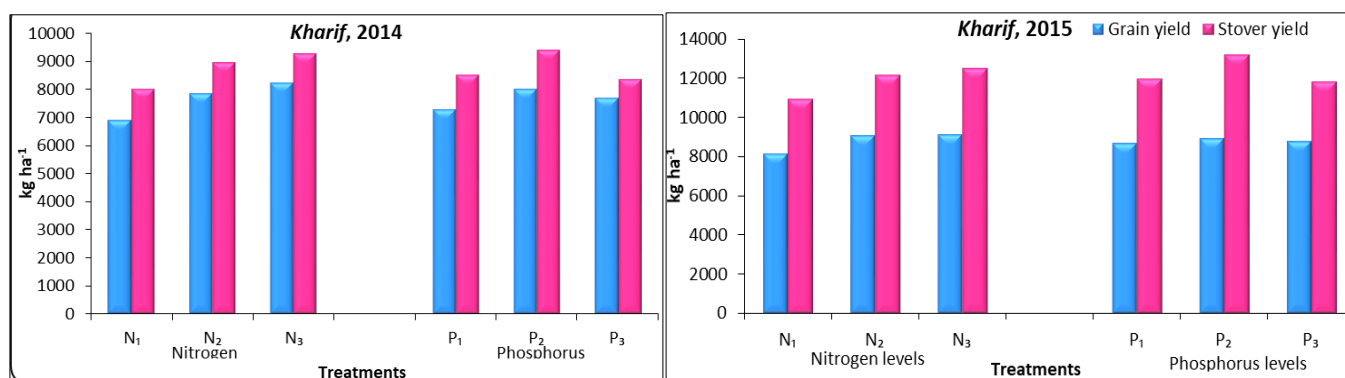 Kharif, 2014
10000
9000
8000
7000
6000
5000
4000
3000
2000
1000
0
kg ha⁻¹
N₁ N₂ N₃ P₁ P₂ P₃
Nitrogen Phosphorus
Treatments
Kharif, 2015 Grain yield Stover yield
14000
12000
10000
8000
6000
4000
2000
0
kg ha⁻¹
N₁ N₂ N₃ P₁ P₂ P₃
Nitrogen levels Phosphorus levels
Treatments